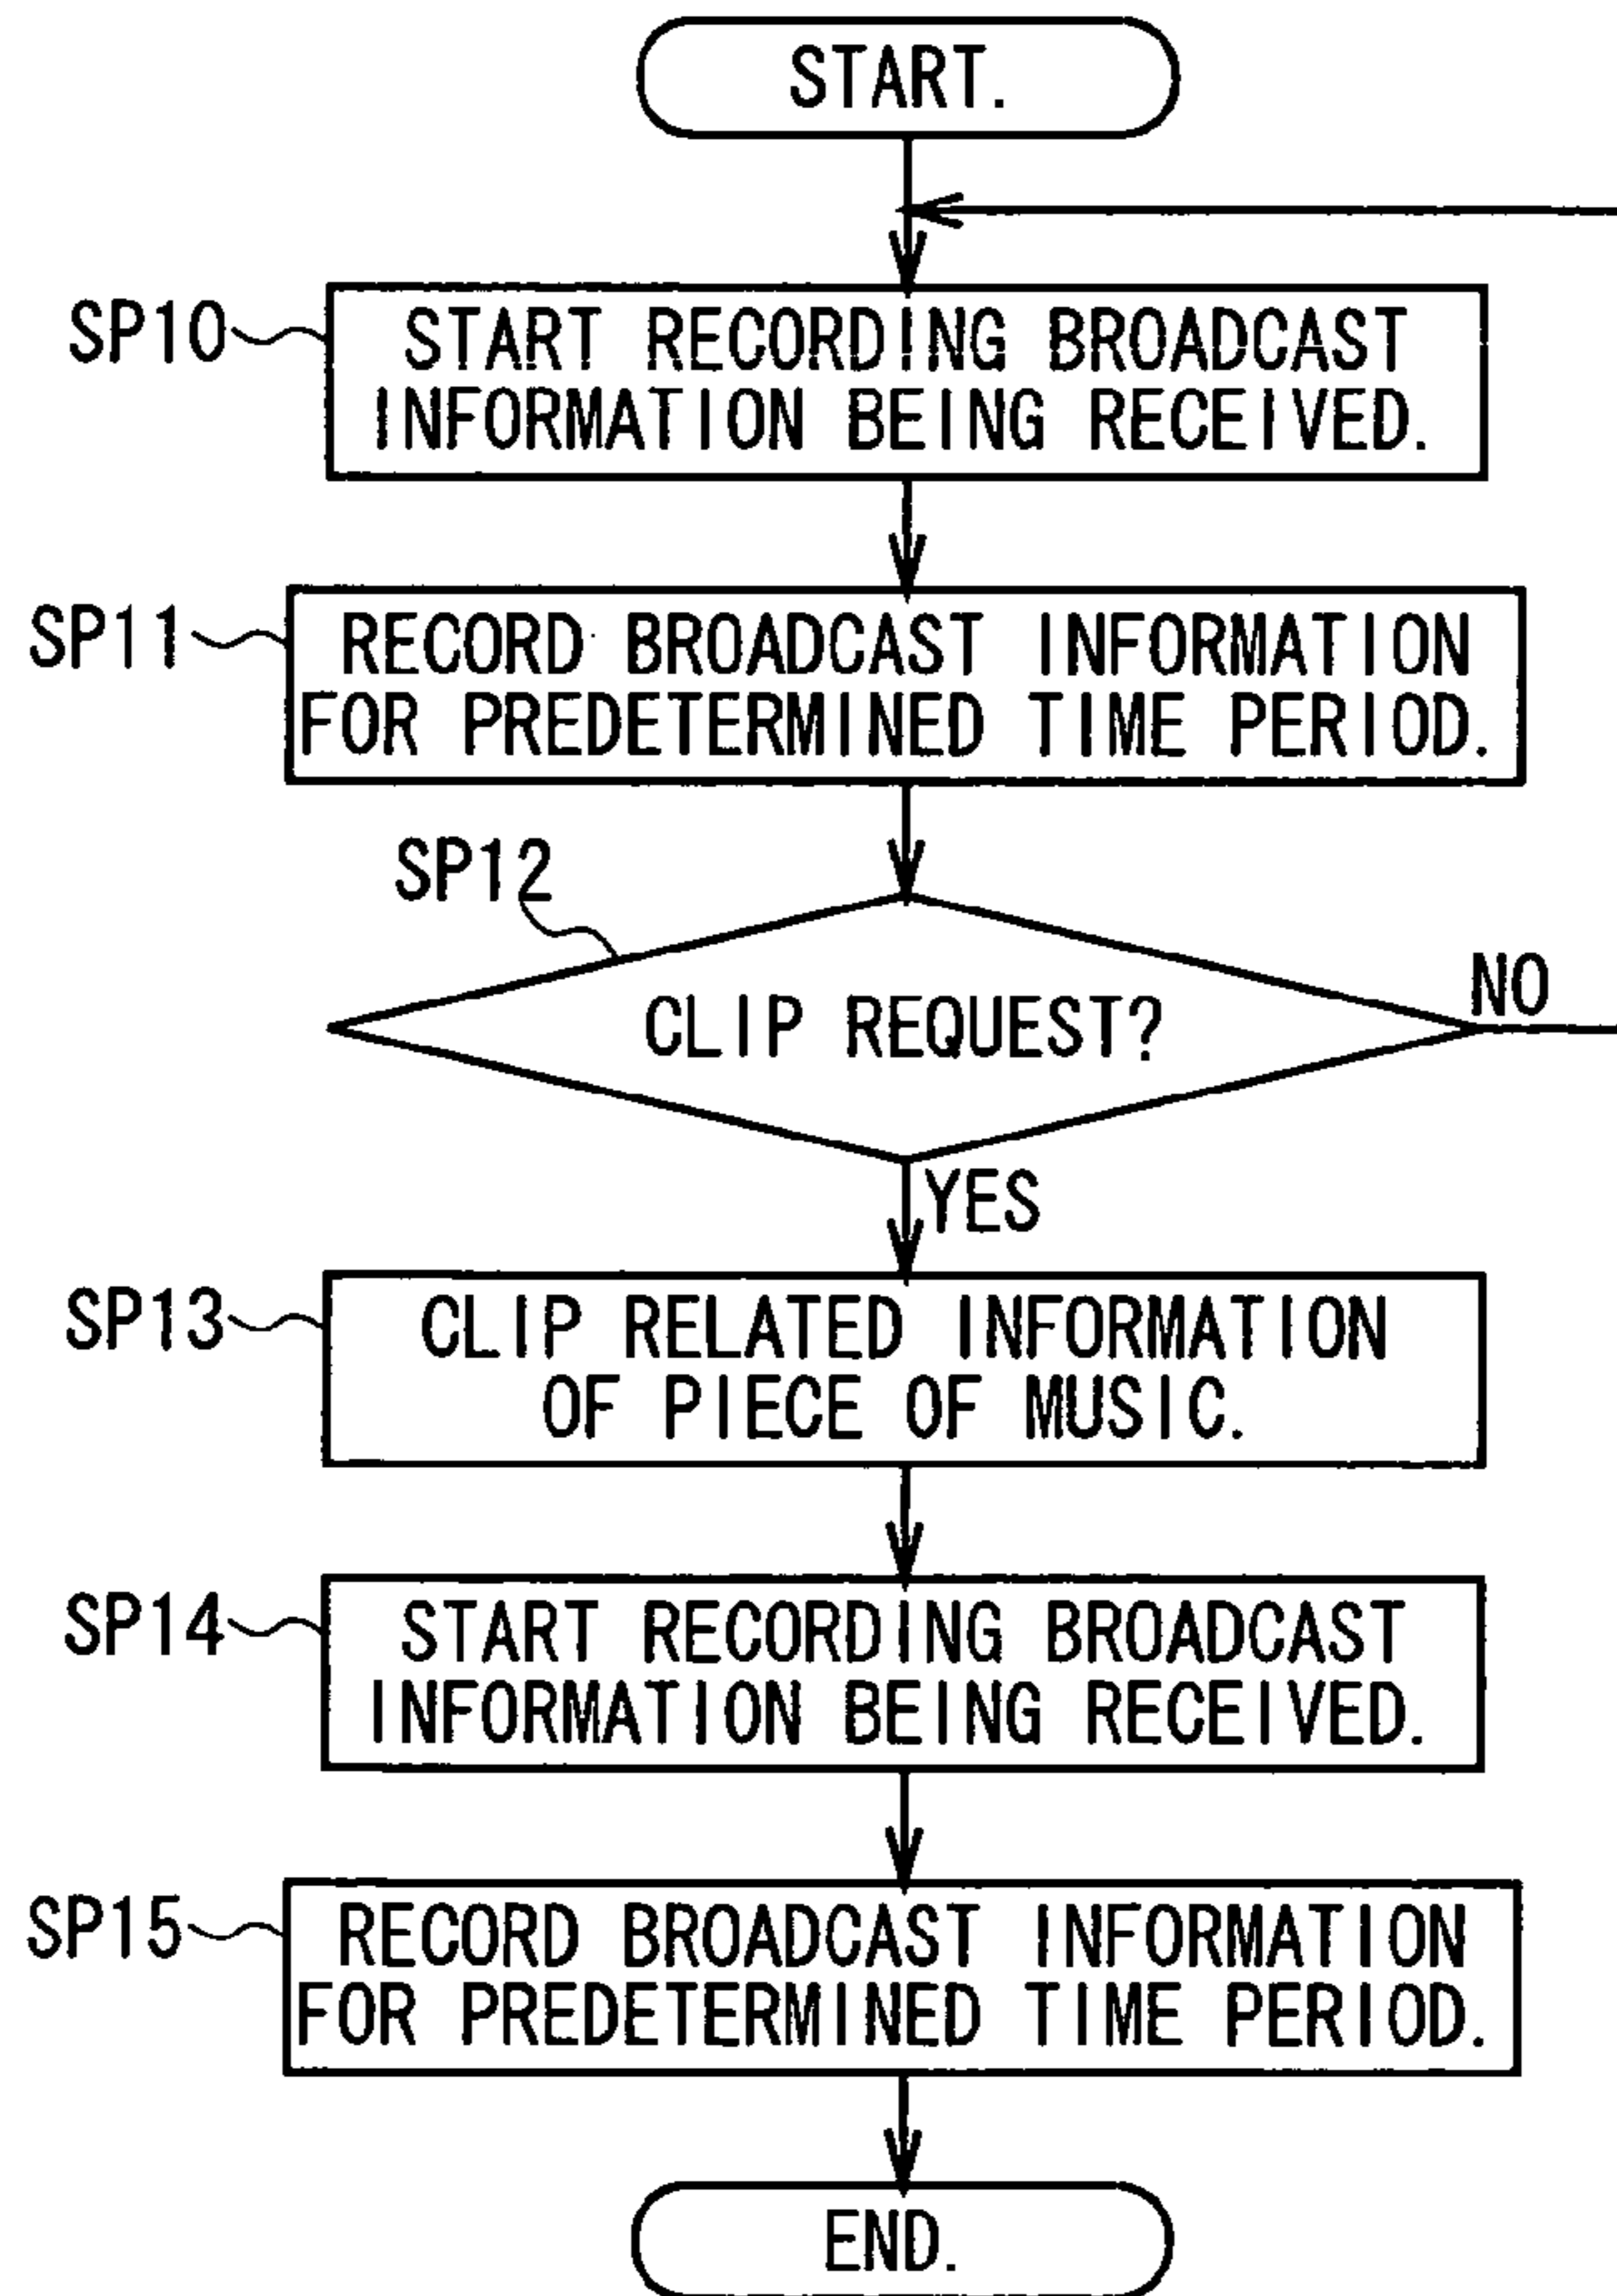 START.
SP10
START RECORDING BROADCAST
INFORMATION BEING RECEIVED.
SP11
RECORD BROADCAST INFORMATION
FOR PREDETERMINED TIME PERIOD.
SP12
CLIP REQUEST?
NO
YES
SP13
CLIP RELATED INFORMATION
OF PIECE OF MUSIC.
SP14
START RECORDING BROADCAST
INFORMATION BEING RECEIVED.
SP15
RECORD BROADCAST INFORMATION
FOR PREDETERMINED TIME PERIOD.
END.